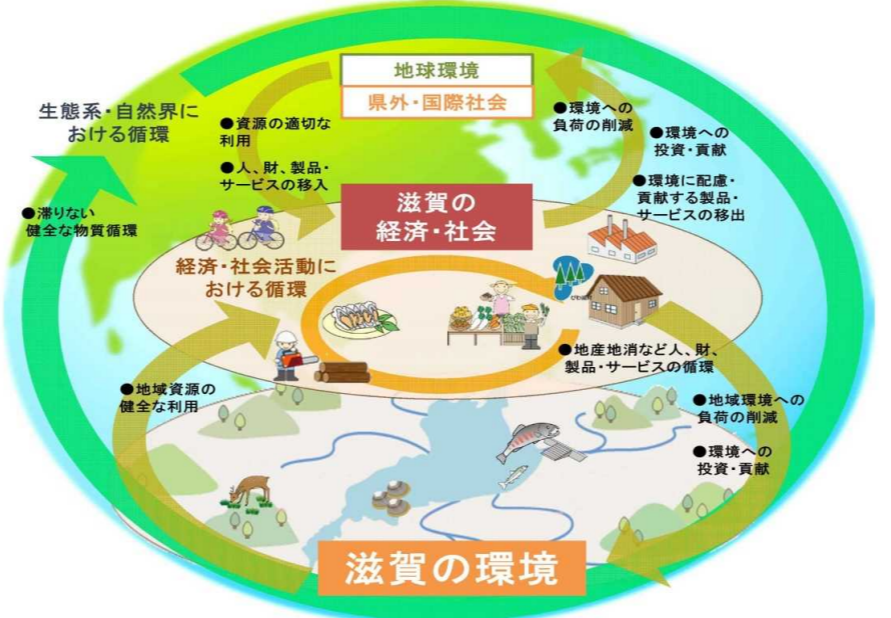 地球環境
県外・国際社会
生態系・自然界に
おける循環
●資源の適切な
利用
●人、財、製品・
サービスの移入
●環境への
負荷の削減
●環境への
投資・貢献
●環境に配慮・
貢献する製品・
サービスの移出
●滞りない
健全な物質循環
滋賀の
経済・社会
経済・社会活動に
おける循環
●地産地消など人、財、
製品・サービスの循環
●地域資源の
健全な利用
●地域環境への
負荷の削減
●環境への
投資・貢献
滋賀の環境